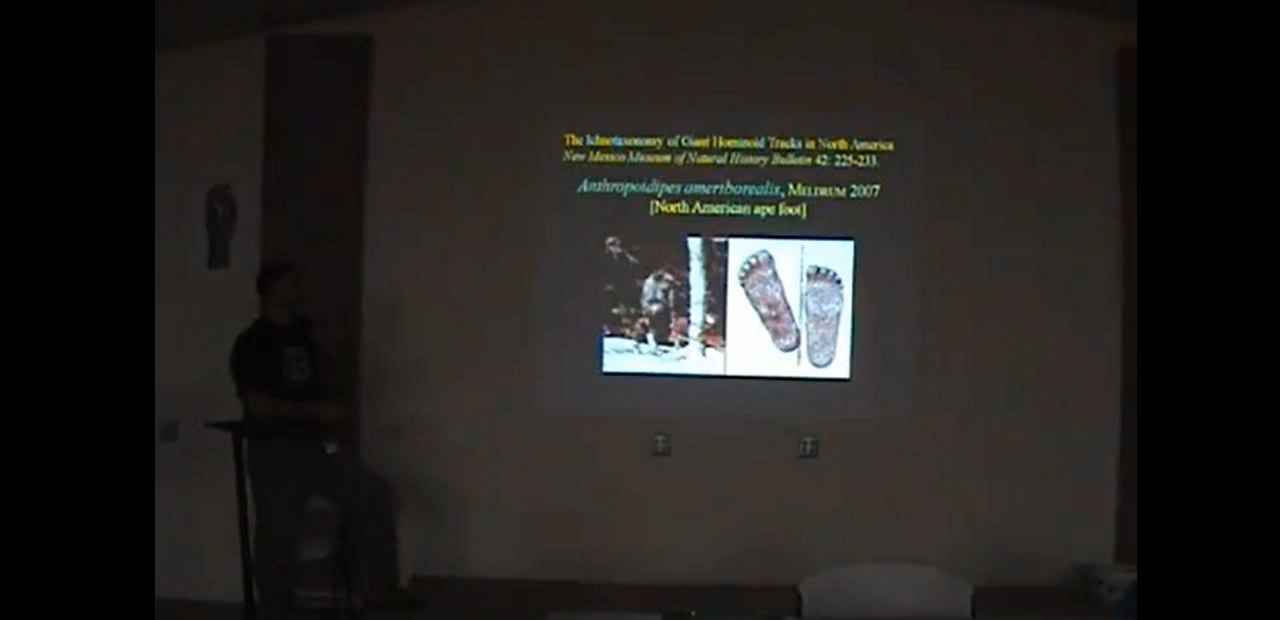 The Ichnotaxonomy of Giant Hominoid Tracks in North America
New Mexico Museum of Natural History Bulletin 42: 225-233.
Anthropoidipes ameriborealis, MELDRUM 2007
[North American ape foot]